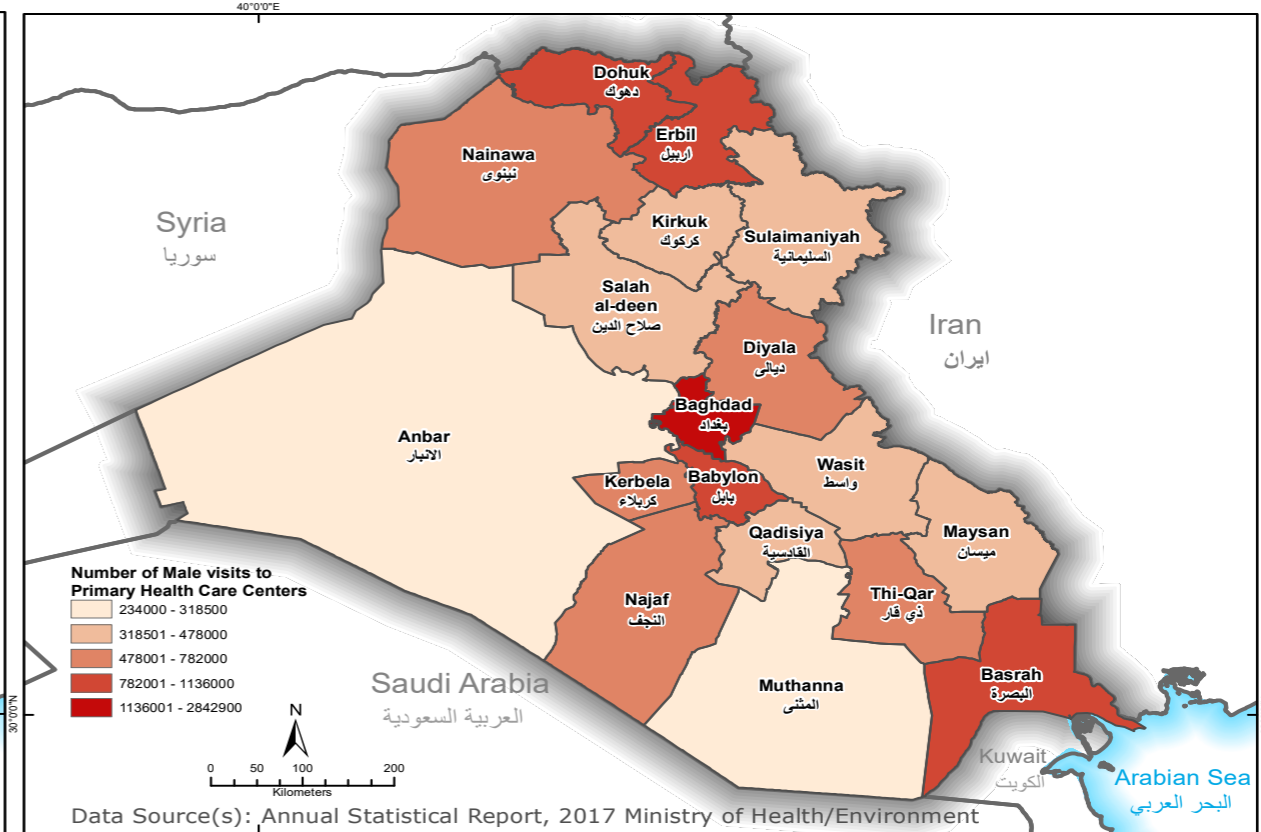 40°0'0"E
Dohuk
دهوك
Erbil
اربيل
Nainawa
نينوى
Syria
سوريا
Kirkuk
كركوك
Sulaimaniyah
السليمانية
Salah
al-deen
صلاح الدين
Iran
ايران
Diyala
ديالى
Baghdad
بغداد
Anbar
الانبار
Wasit
واسط
Kerbela
كربلاء
Babylon
بابل
Qadisiya
القادسية
Maysan
ميسان
Thi-Qar
ذي قار
Najaf
النجف
Muthanna
المثنى
Basrah
البصرة
Saudi Arabia
العربية السعودية
Kuwait
الكويت
Arabian Sea
البحر العربي
Number of Male visits to
Primary Health Care Centers
234000 - 318500
318501 - 478000
478001 - 782000
782001 - 1136000
1136001 - 2842900
30°0'0"N
N
0 50 100 200
Kilometers
Data Source(s): Annual Statistical Report, 2017 Ministry of Health/Environment